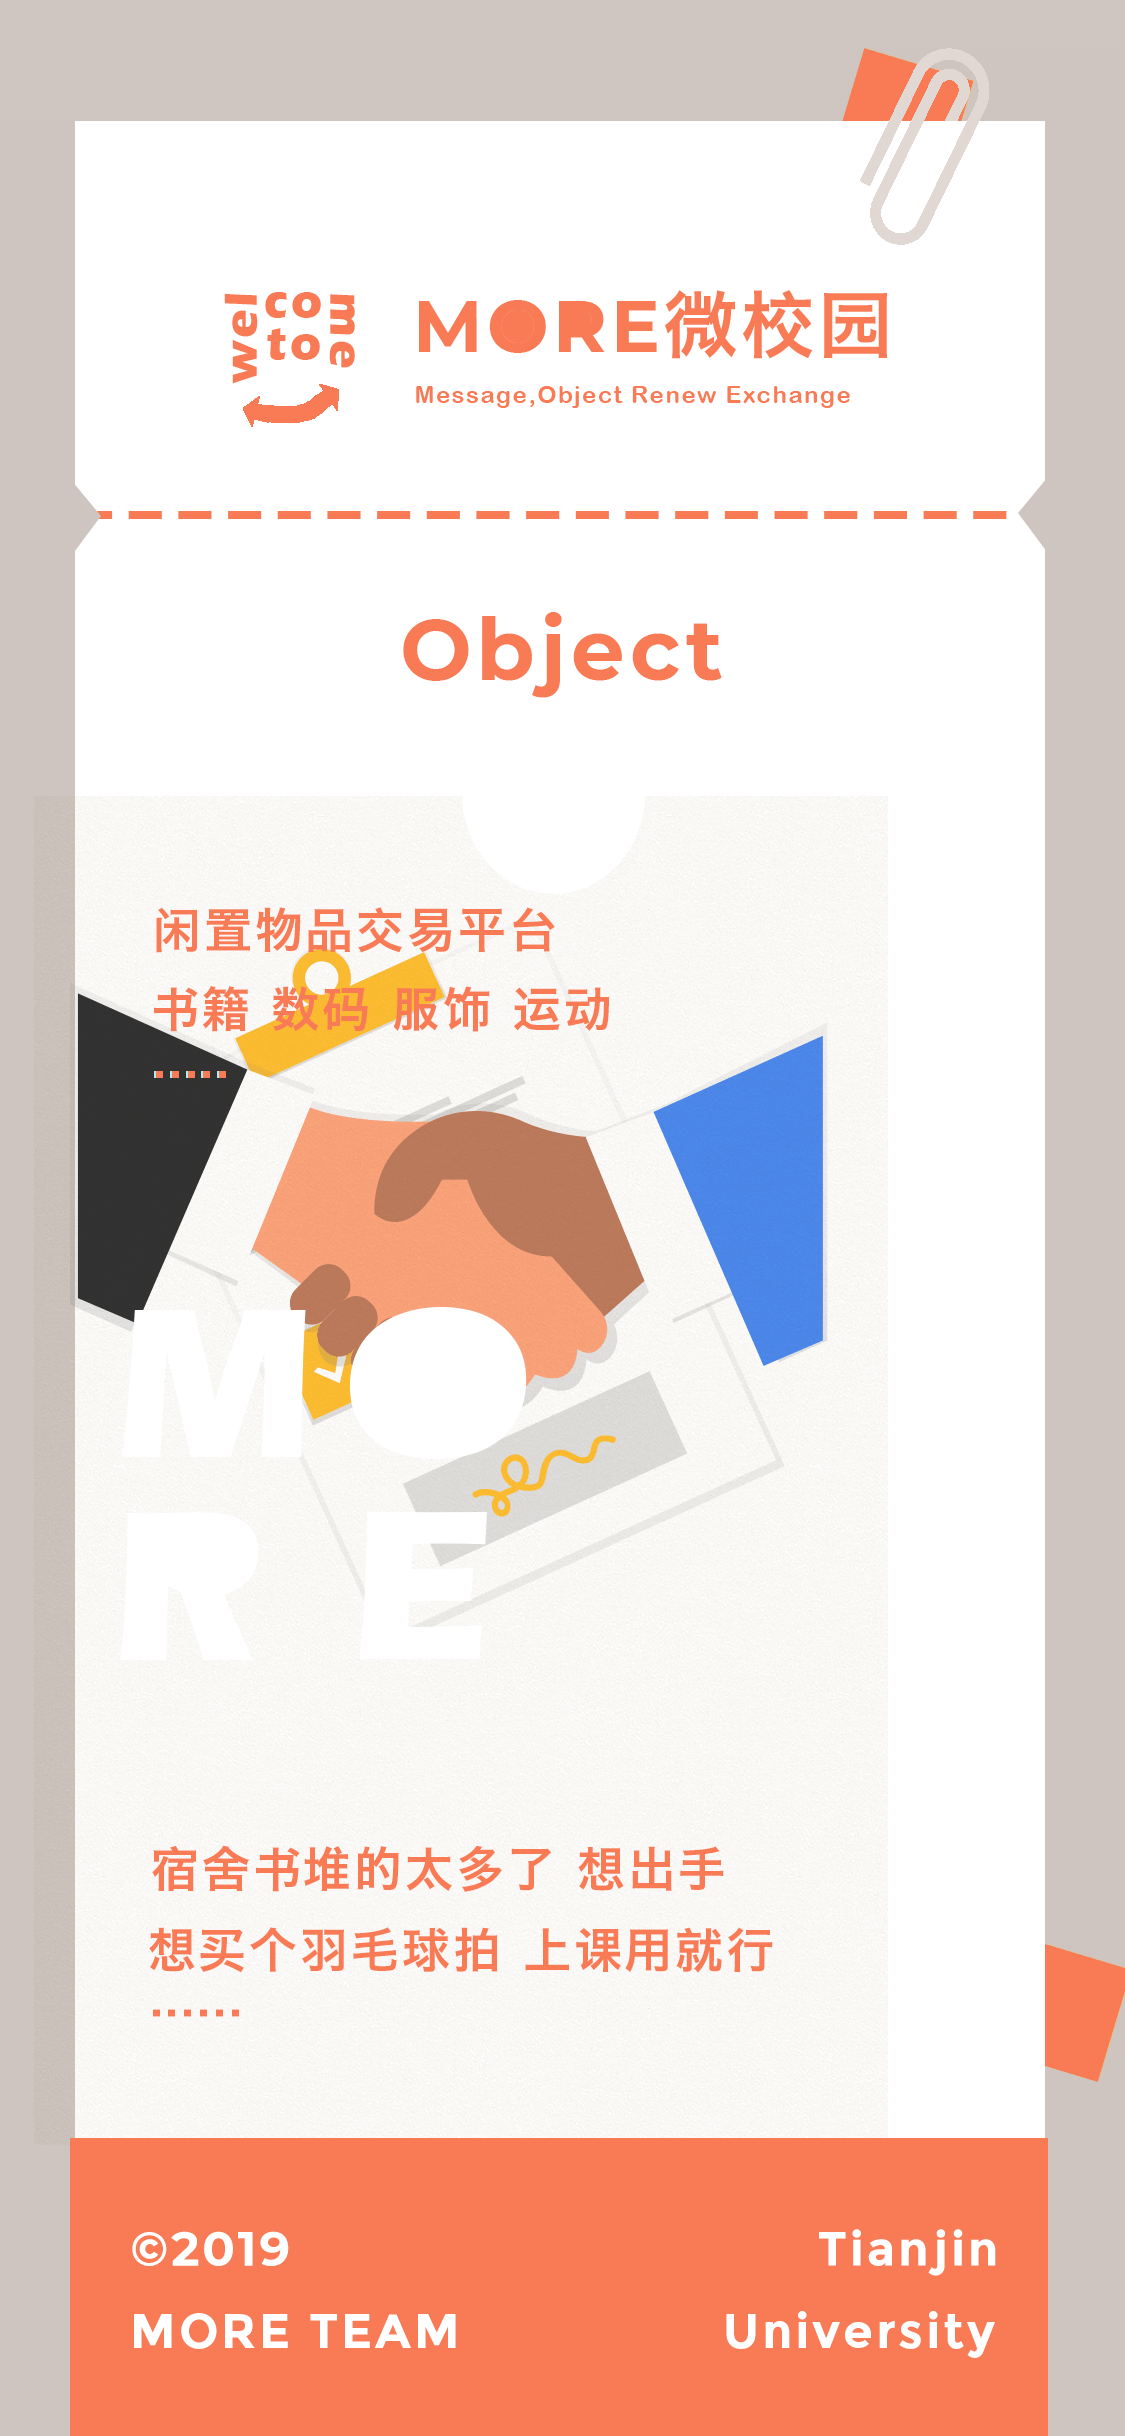 welcome
to
MORE微校园
Message,Object Renew Exchange
Object
闲置物品交易平台
书籍 数码 服饰 运动
......
MO
RE
宿舍书堆的太多了 想出手
想买个羽毛球拍 上课用就行
......
©2019
MORE TEAM
Tianjin
University